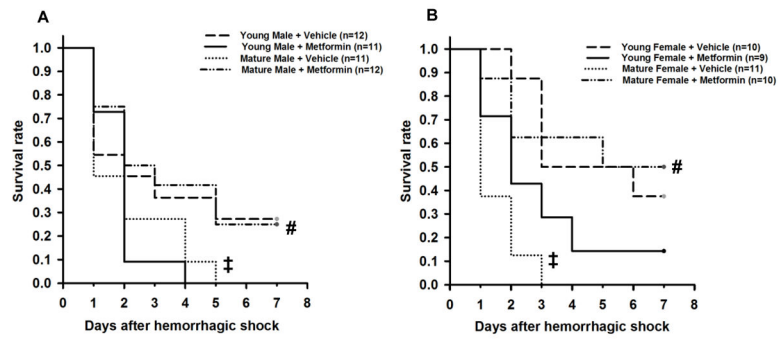 A
Young Male + Vehicle (n=12)
Young Male + Metformin (n=11)
Mature Male + Vehicle (n=11)
Mature Male + Metformin (n=12)
1.0
0.9
0.8
0.7
0.6
0.5
0.4
0.3
0.2
0.1
0.0
Survival rate
#
‡
0 1 2 3 4 5 6 7 8
Days after hemorrhagic shock
B
Young Female + Vehicle (n=10)
Young Female + Metformin (n=9)
Mature Female + Vehicle (n=11)
Mature Female + Metformin (n=10)
1.0
0.9
0.8
0.7
0.6
0.5
0.4
0.3
0.2
0.1
0.0
Survival rate
#
‡
0 1 2 3 4 5 6 7 8
Days after hemorrhagic shock